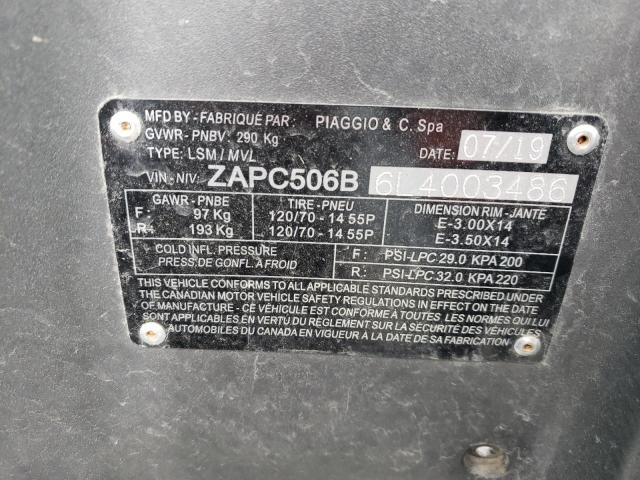 MFD BY - FABRIQUÉ PAR: PIAGGIO & C. Spa
GVWR - PNBV: 290 Kg
TYPE: LSM / MVL DATE: 07/19
VIN - NIV: ZAPC506B 6L4003486
GAWR - PNBE TIRE - PNEU DIMENSION RIM - JANTE
F: 97 Kg 120/70 - 14 55P E-3.00X14
R: 193 Kg 120/70 - 14 55P E-3.50X14
COLD INFL. PRESSURE F: PSI-LPC 29.0 KPA 200
PRESS.DE GONFL. A FROID R: PSI-LPC 32.0 KPA 220
THIS VEHICLE CONFORMS TO ALL APPLICABLE STANDARDS PRESCRIBED UNDER
THE CANADIAN MOTOR VEHICLE SAFETY REGULATIONS IN EFFECT ON THE DATE
OF MANUFACTURE - CE VÉHICULE EST CONFORME À TOUTES LES NORMES QUI LUI
SONT APPLICABLES EN VERTU DU RÈGLEMENT SUR LA SÉCURITÉ DES VÉHICULES
AUTOMOBILES DU CANADA EN VIGUEUR A LA DATE DE SA FABRICATION